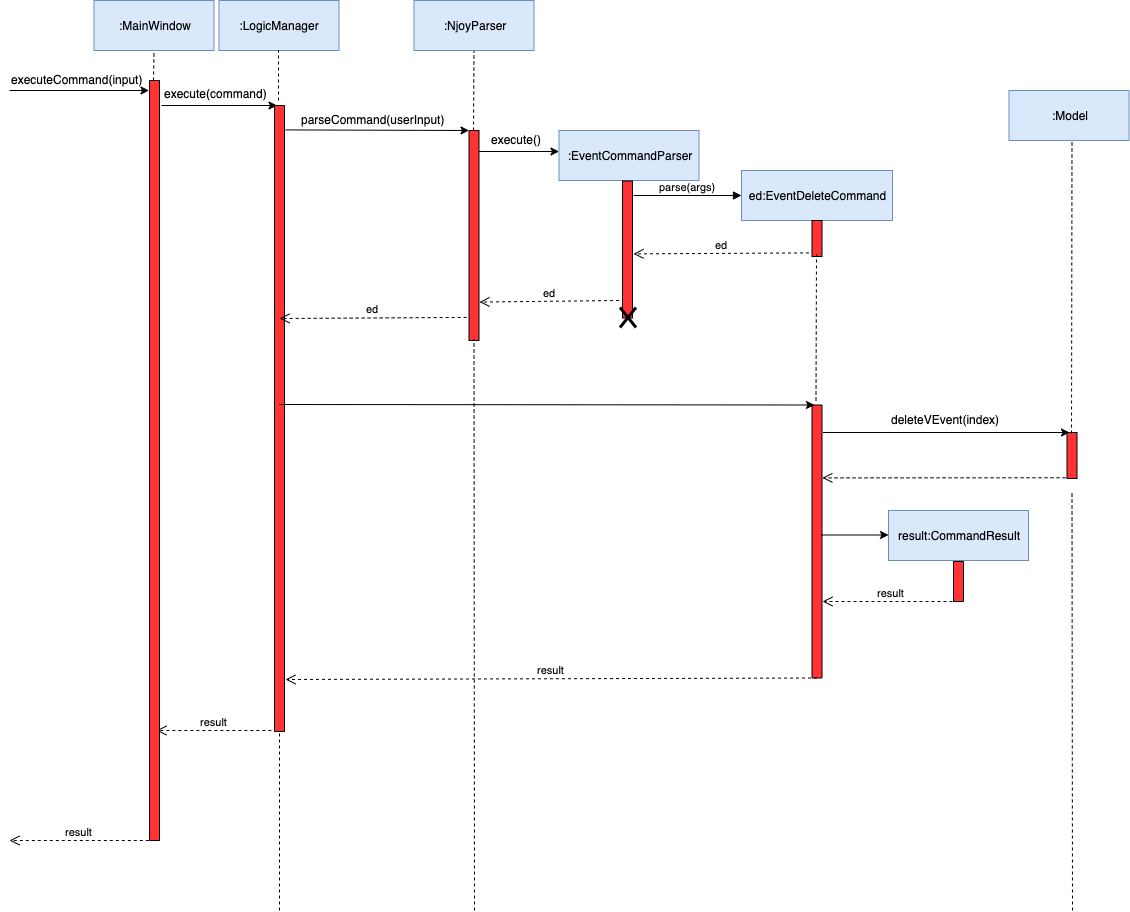 :MainWindow
:LogicManager
:NjoyParser
executeCommand(input)
execute(command)
:Model
parseCommand(userInput)
execute()
:EventCommandParser
parse(args)
ed:EventDeleteCommand
ed
ed
ed
deleteVEvent(index)
result:CommandResult
result
result
result
result